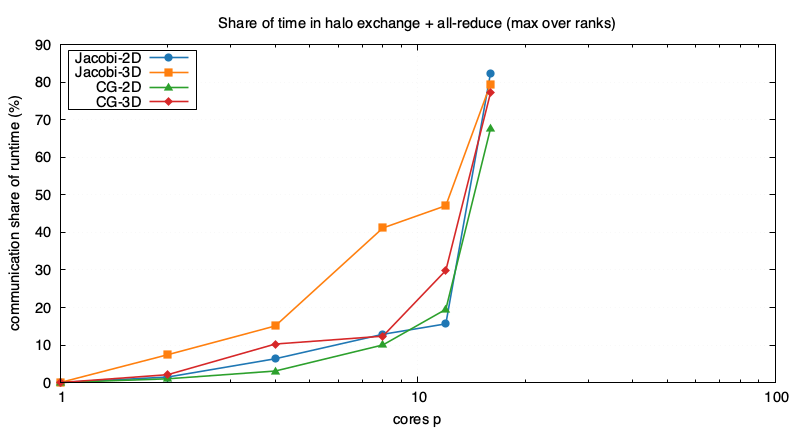 Share of time in halo exchange + all-reduce (max over ranks)
90
80
70
60
50
40
30
20
10
0
communication share of runtime (%)
Jacobi-2D
Jacobi-3D
CG-2D
CG-3D
1
10
100
cores p